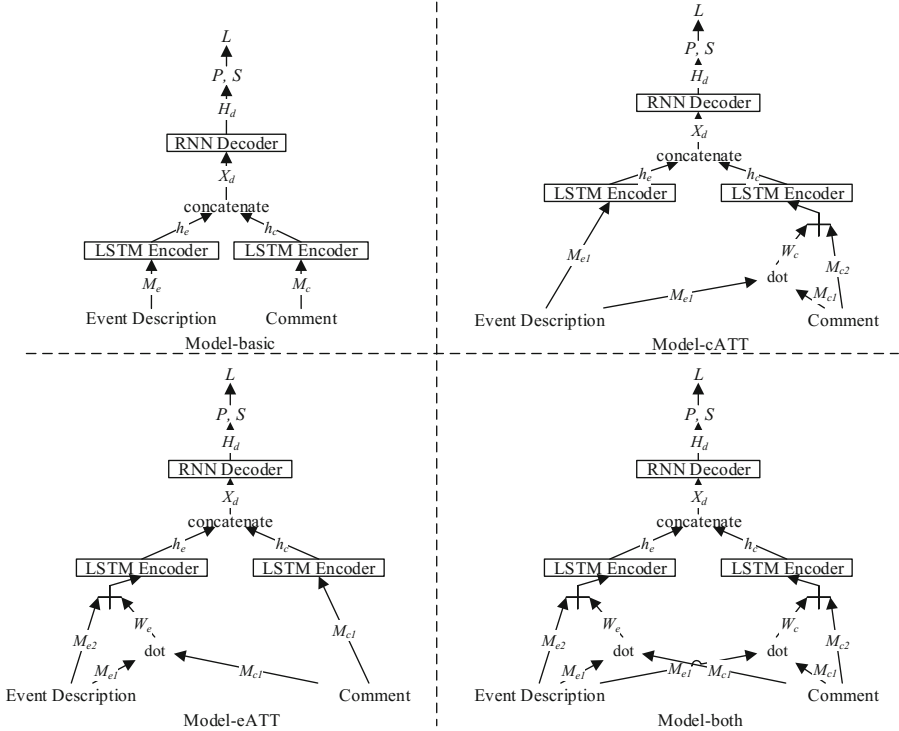 L
P, S
H_d
RNN Decoder
X_d
concatenate
h_e h_c
LSTM Encoder LSTM Encoder
M_e M_c
Event Description Comment
Model-basic
L
P, S
H_d
RNN Decoder
X_d
concatenate
h_e h_c
LSTM Encoder LSTM Encoder
M_e1 W_c M_c2
dot
M_e1 M_c1
Event Description Comment
Model-cATT
L
P, S
H_d
RNN Decoder
X_d
concatenate
h_e h_c
LSTM Encoder LSTM Encoder
M_e2 W_e M_c1
dot
M_e1 M_c1
Event Description Comment
Model-eATT
L
P, S
H_d
RNN Decoder
X_d
concatenate
h_e h_c
LSTM Encoder LSTM Encoder
M_e2 W_e W_c M_c2
dot dot
M_e1 M_e1 M_c1 M_c1
Event Description Comment
Model-both